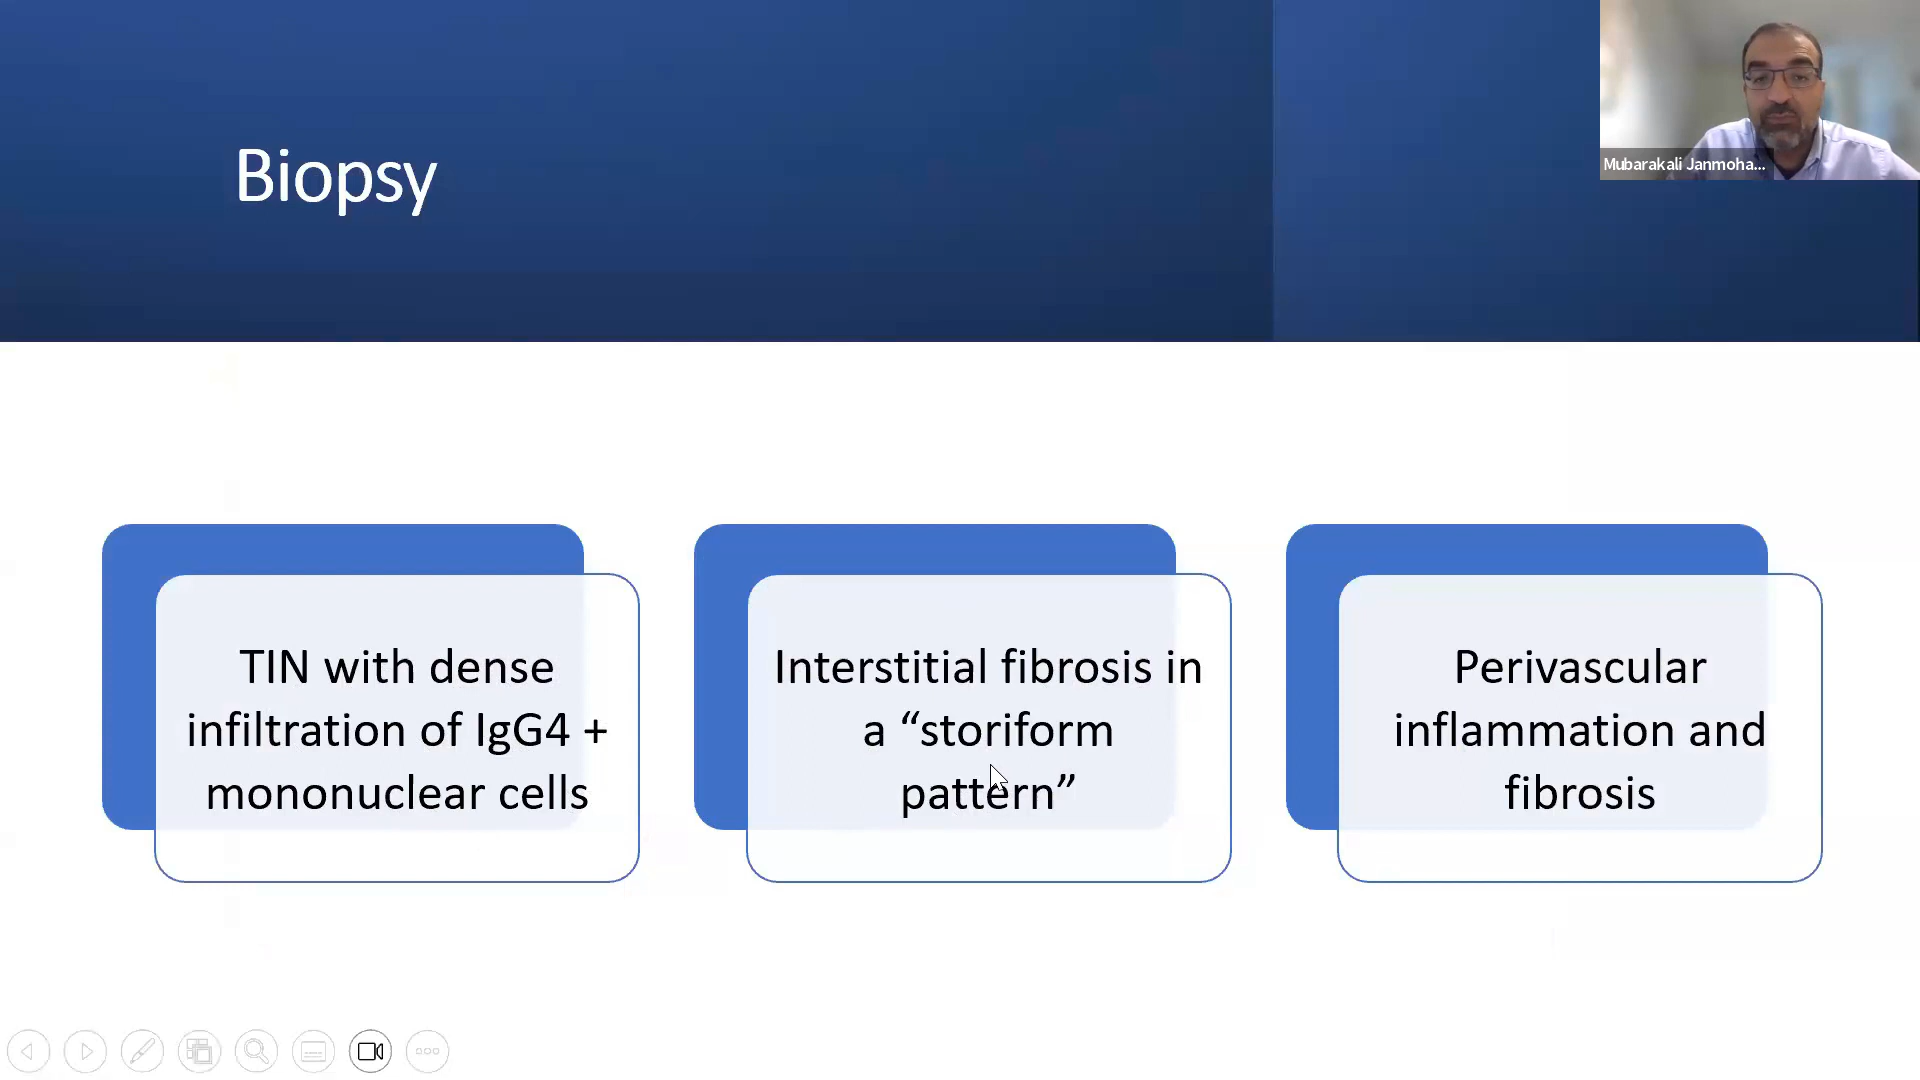 Biopsy
Mubarakali Janmoha...
TIN with dense
infiltration of IgG4 +
mononuclear cells
Interstitial fibrosis in
a “storiform
pattern”
Perivascular
inflammation and
fibrosis